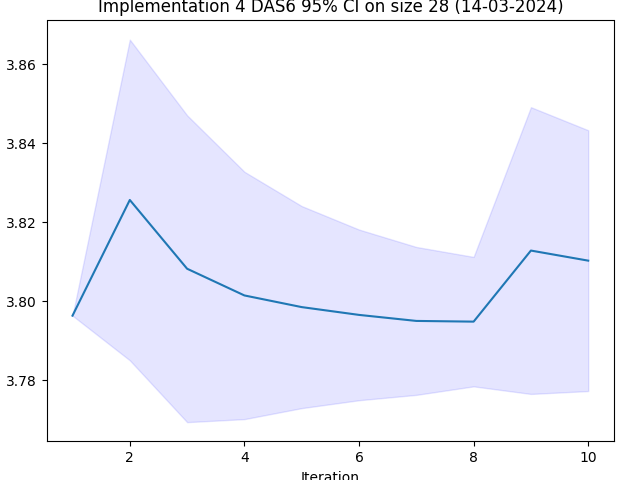 Implementation 4 DAS6 95% CI on size 28 (14-03-2024)
3.86
3.84
3.82
3.80
3.78
2 4 6 8 10
Iteration